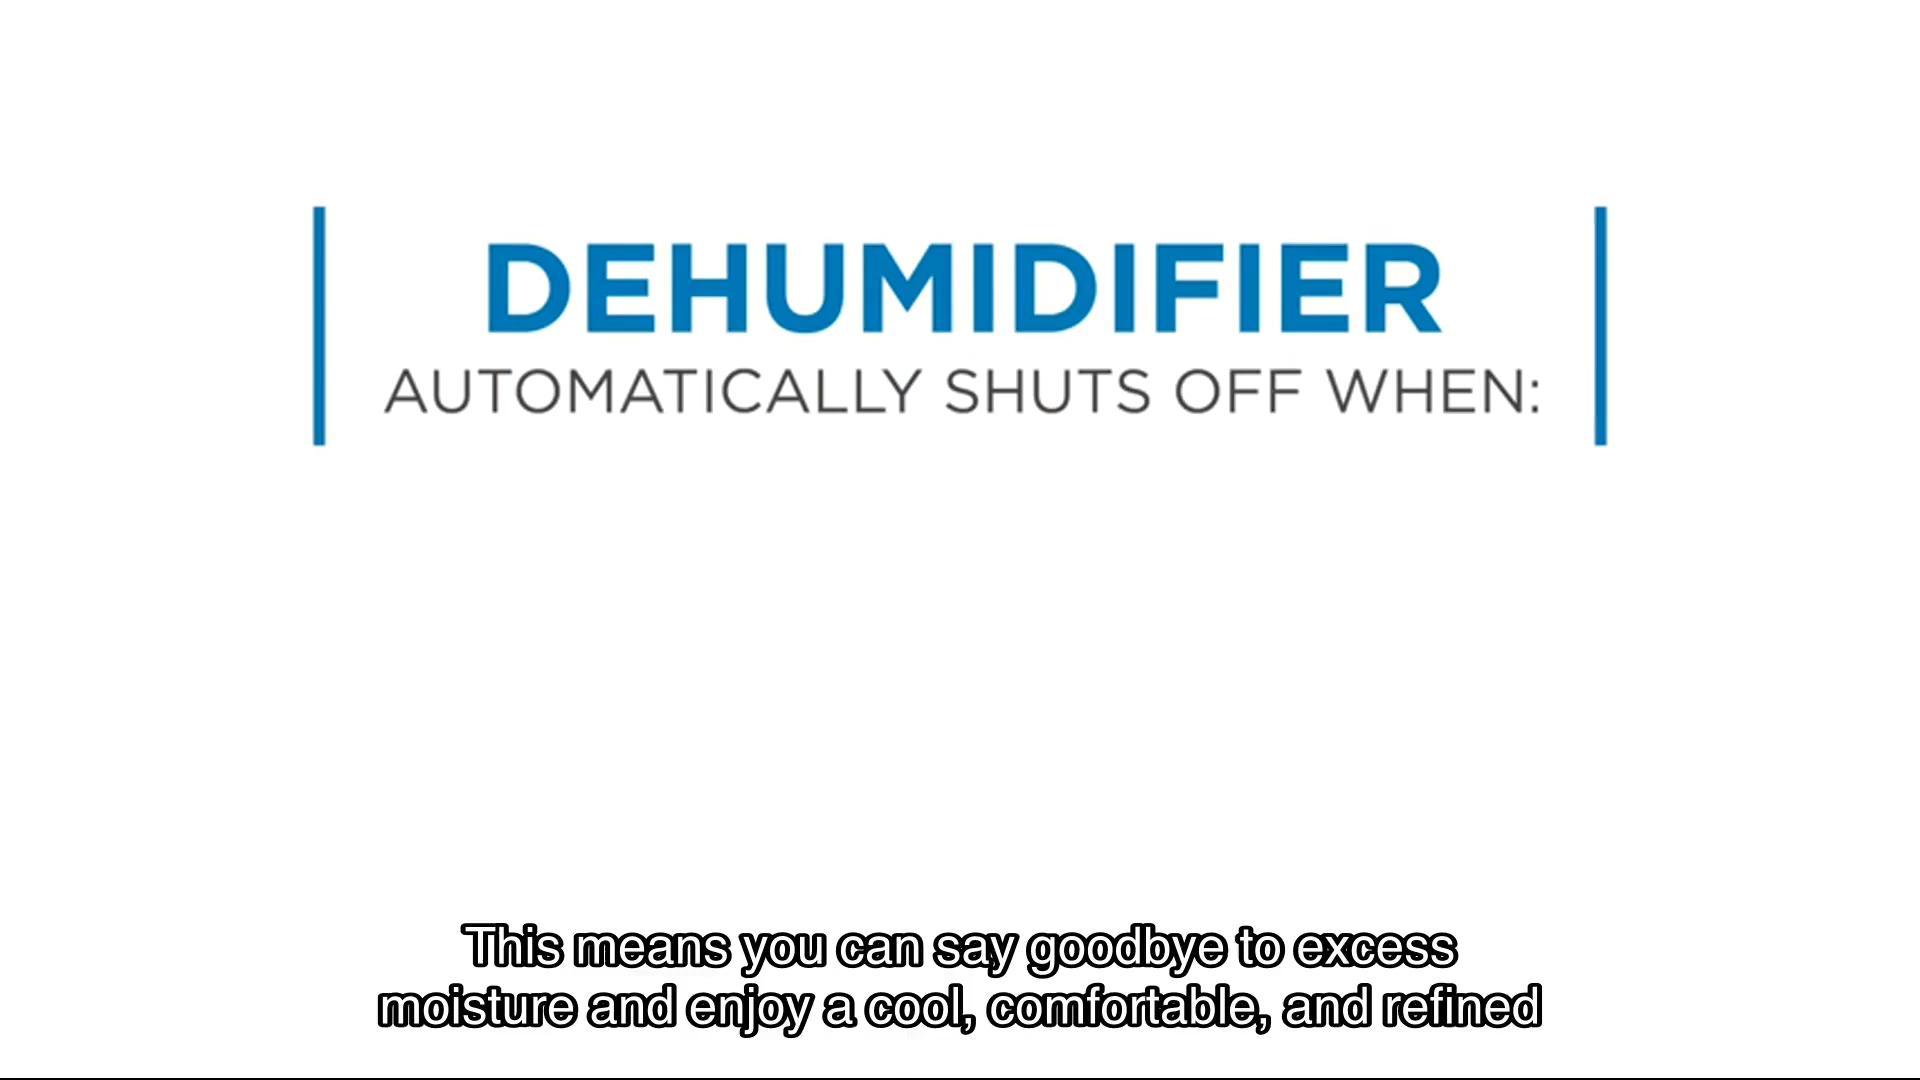 DEHUMIDIFIER
AUTOMATICALLY SHUTS OFF WHEN:
This means you can say goodbye to excess
moisture and enjoy a cool, comfortable, and refined